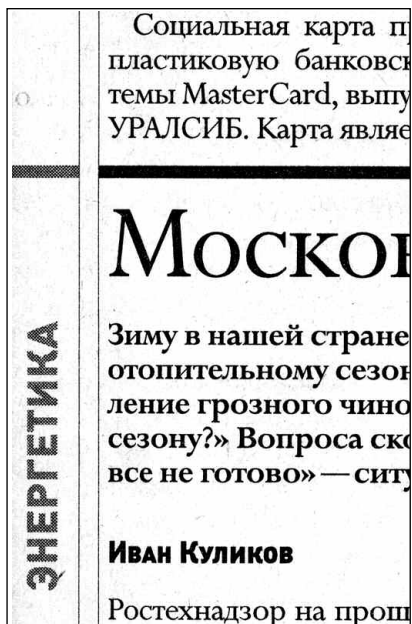 Социальная карта п
пластиковую банковск
темы MasterCard, выпу
УРАЛСИБ. Карта являе
ЭНЕРГЕТИКА
Москов
Зиму в нашей стране
отопительному сезон
ление грозного чино
сезону?» Вопроса ско
все не готово» — ситу
Иван Куликов
Ростехнадзор на прош